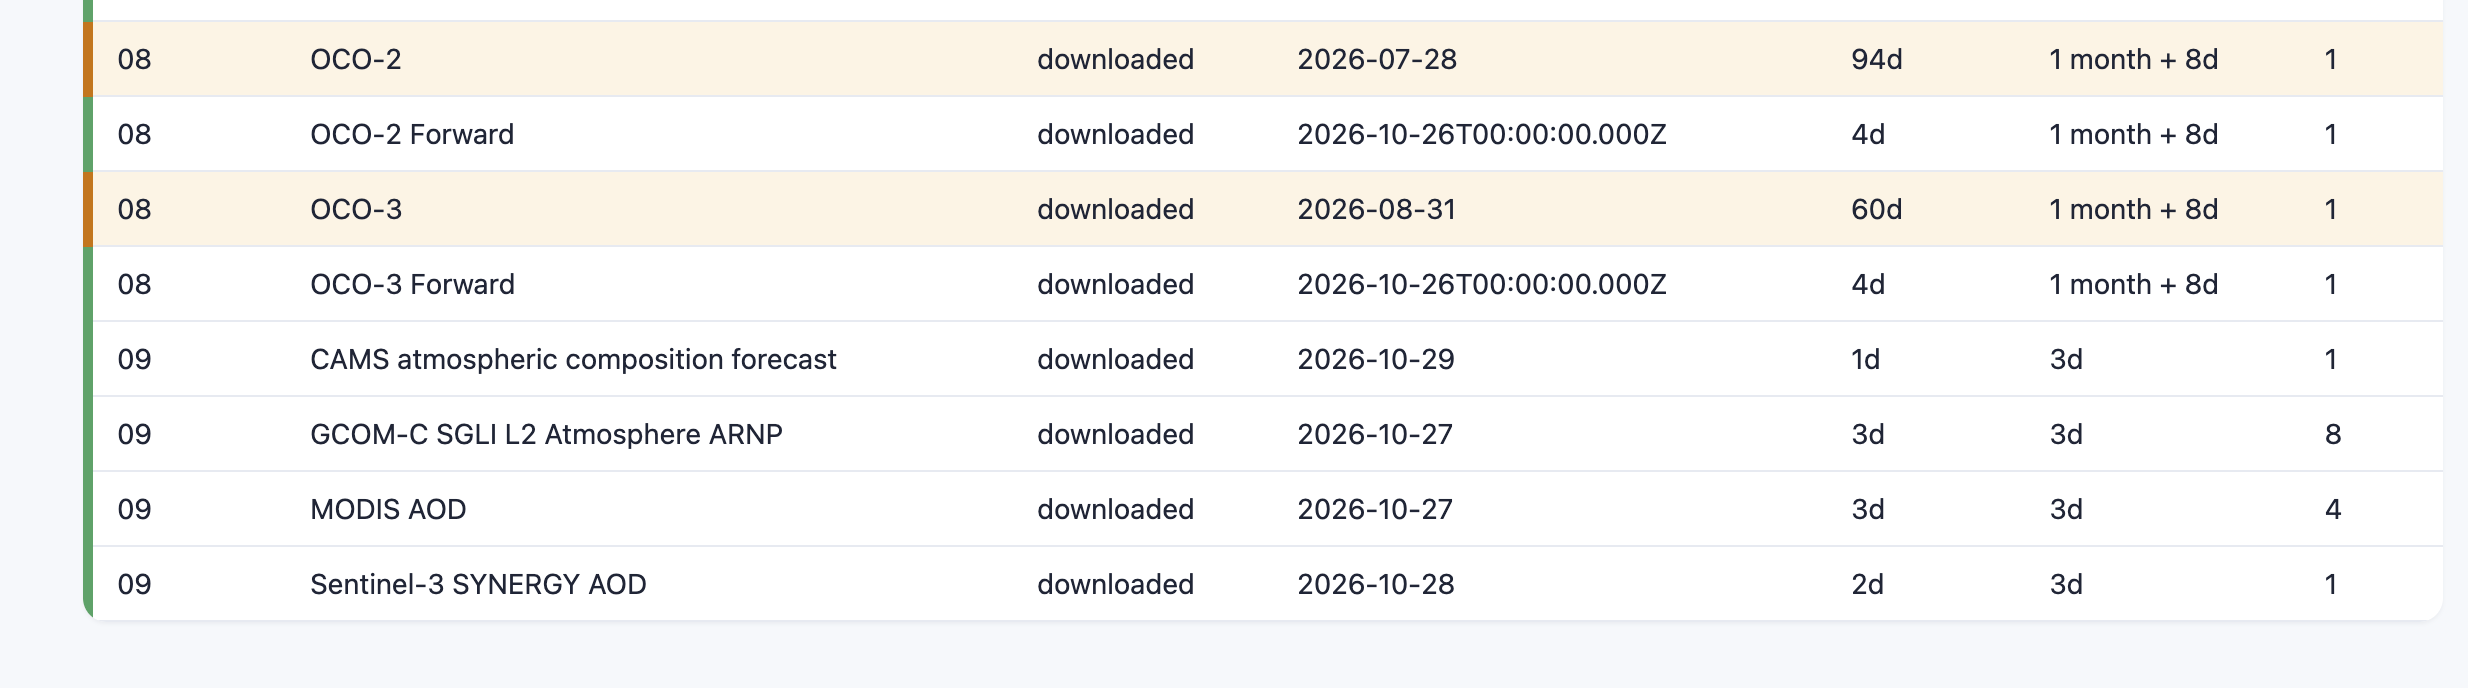 08 OCO-2 downloaded 2026-07-28 94d 1 month + 8d 1
08 OCO-2 Forward downloaded 2026-10-26T00:00:00.000Z 4d 1 month + 8d 1
08 OCO-3 downloaded 2026-08-31 60d 1 month + 8d 1
08 OCO-3 Forward downloaded 2026-10-26T00:00:00.000Z 4d 1 month + 8d 1
09 CAMS atmospheric composition forecast downloaded 2026-10-29 1d 3d 1
09 GCOM-C SGLI L2 Atmosphere ARNP downloaded 2026-10-27 3d 3d 8
09 MODIS AOD downloaded 2026-10-27 3d 3d 4
09 Sentinel-3 SYNERGY AOD downloaded 2026-10-28 2d 3d 1